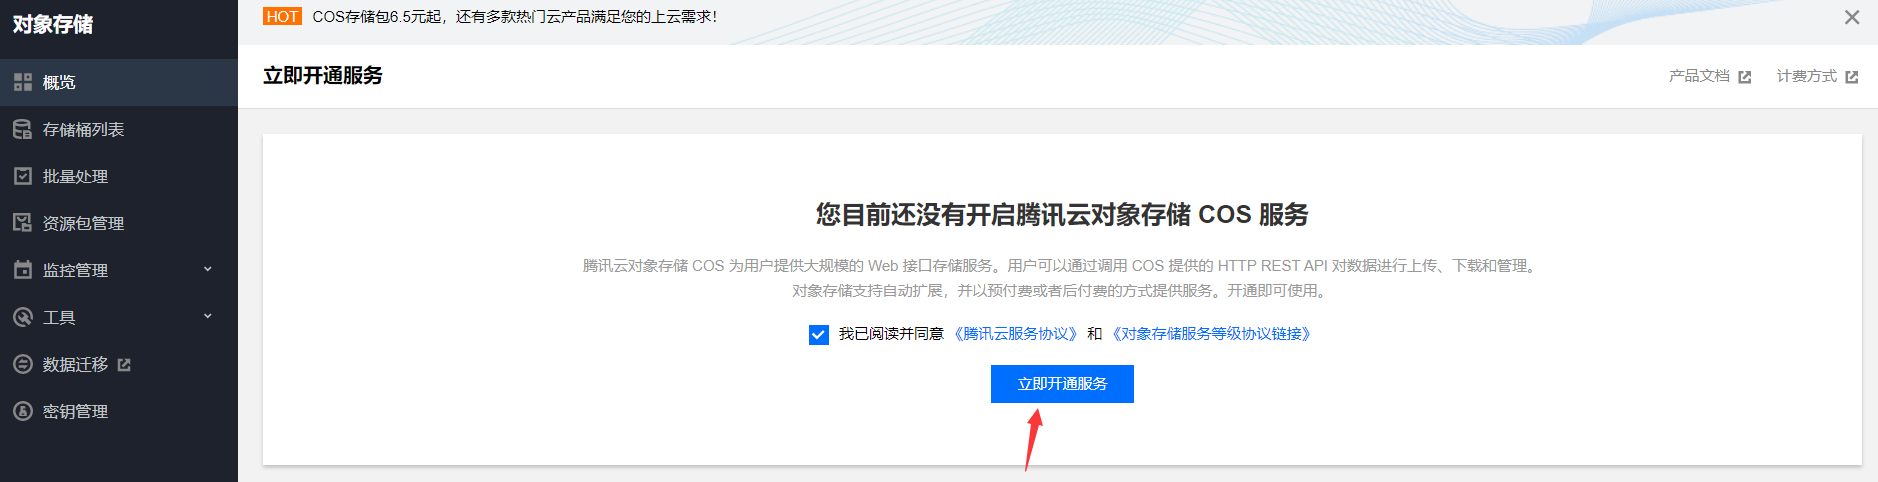 对象存储
概览
存储桶列表
批量处理
资源包管理
监控管理
工具
数据迁移
密钥管理
HOT COS存储包6.5元起，还有多款热门云产品满足您的上云需求！
立即开通服务
产品文档 计费方式
您目前还没有开启腾讯云对象存储 COS 服务
腾讯云对象存储 COS 为用户提供大规模的 Web 接口存储服务。用户可以通过调用 COS 提供的 HTTP REST API 对数据进行上传、下载和管理。
对象存储支持自动扩展，并以预付费或者后付费的方式提供服务。开通即可使用。
我已阅读并同意 《腾讯云服务协议》 和 《对象存储服务等级协议链接》
立即开通服务